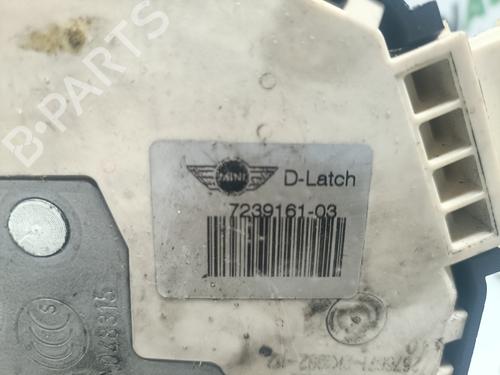 B-PARTS
MINI
D-Latch
7239161-03
S